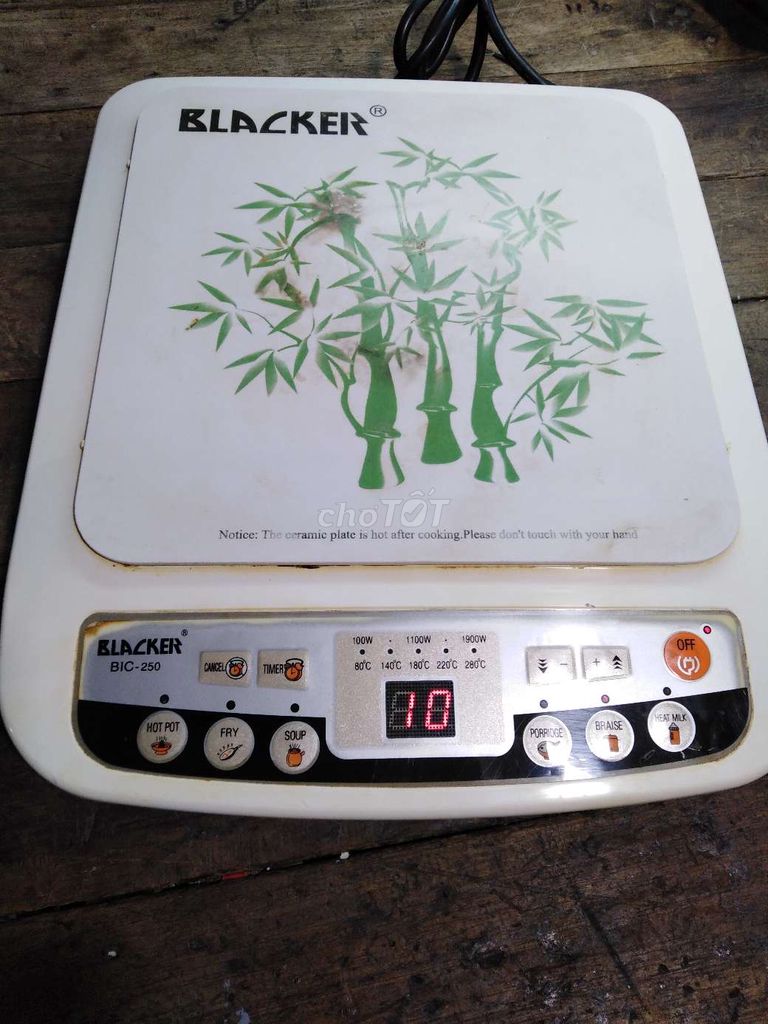 BLACKER®
choTỐT
Notice: The ceramic plate is hot after cooking.Please don't touch with your hand
BLACKER®
BIC-250
CANCEL
TIMER
100W · 1100W · 1900W
80°C 140°C 180°C 220°C 280°C
10
−
+
OFF
HOT POT
FRY
SOUP
PORRIDGE
BRAISE
HEAT MILK